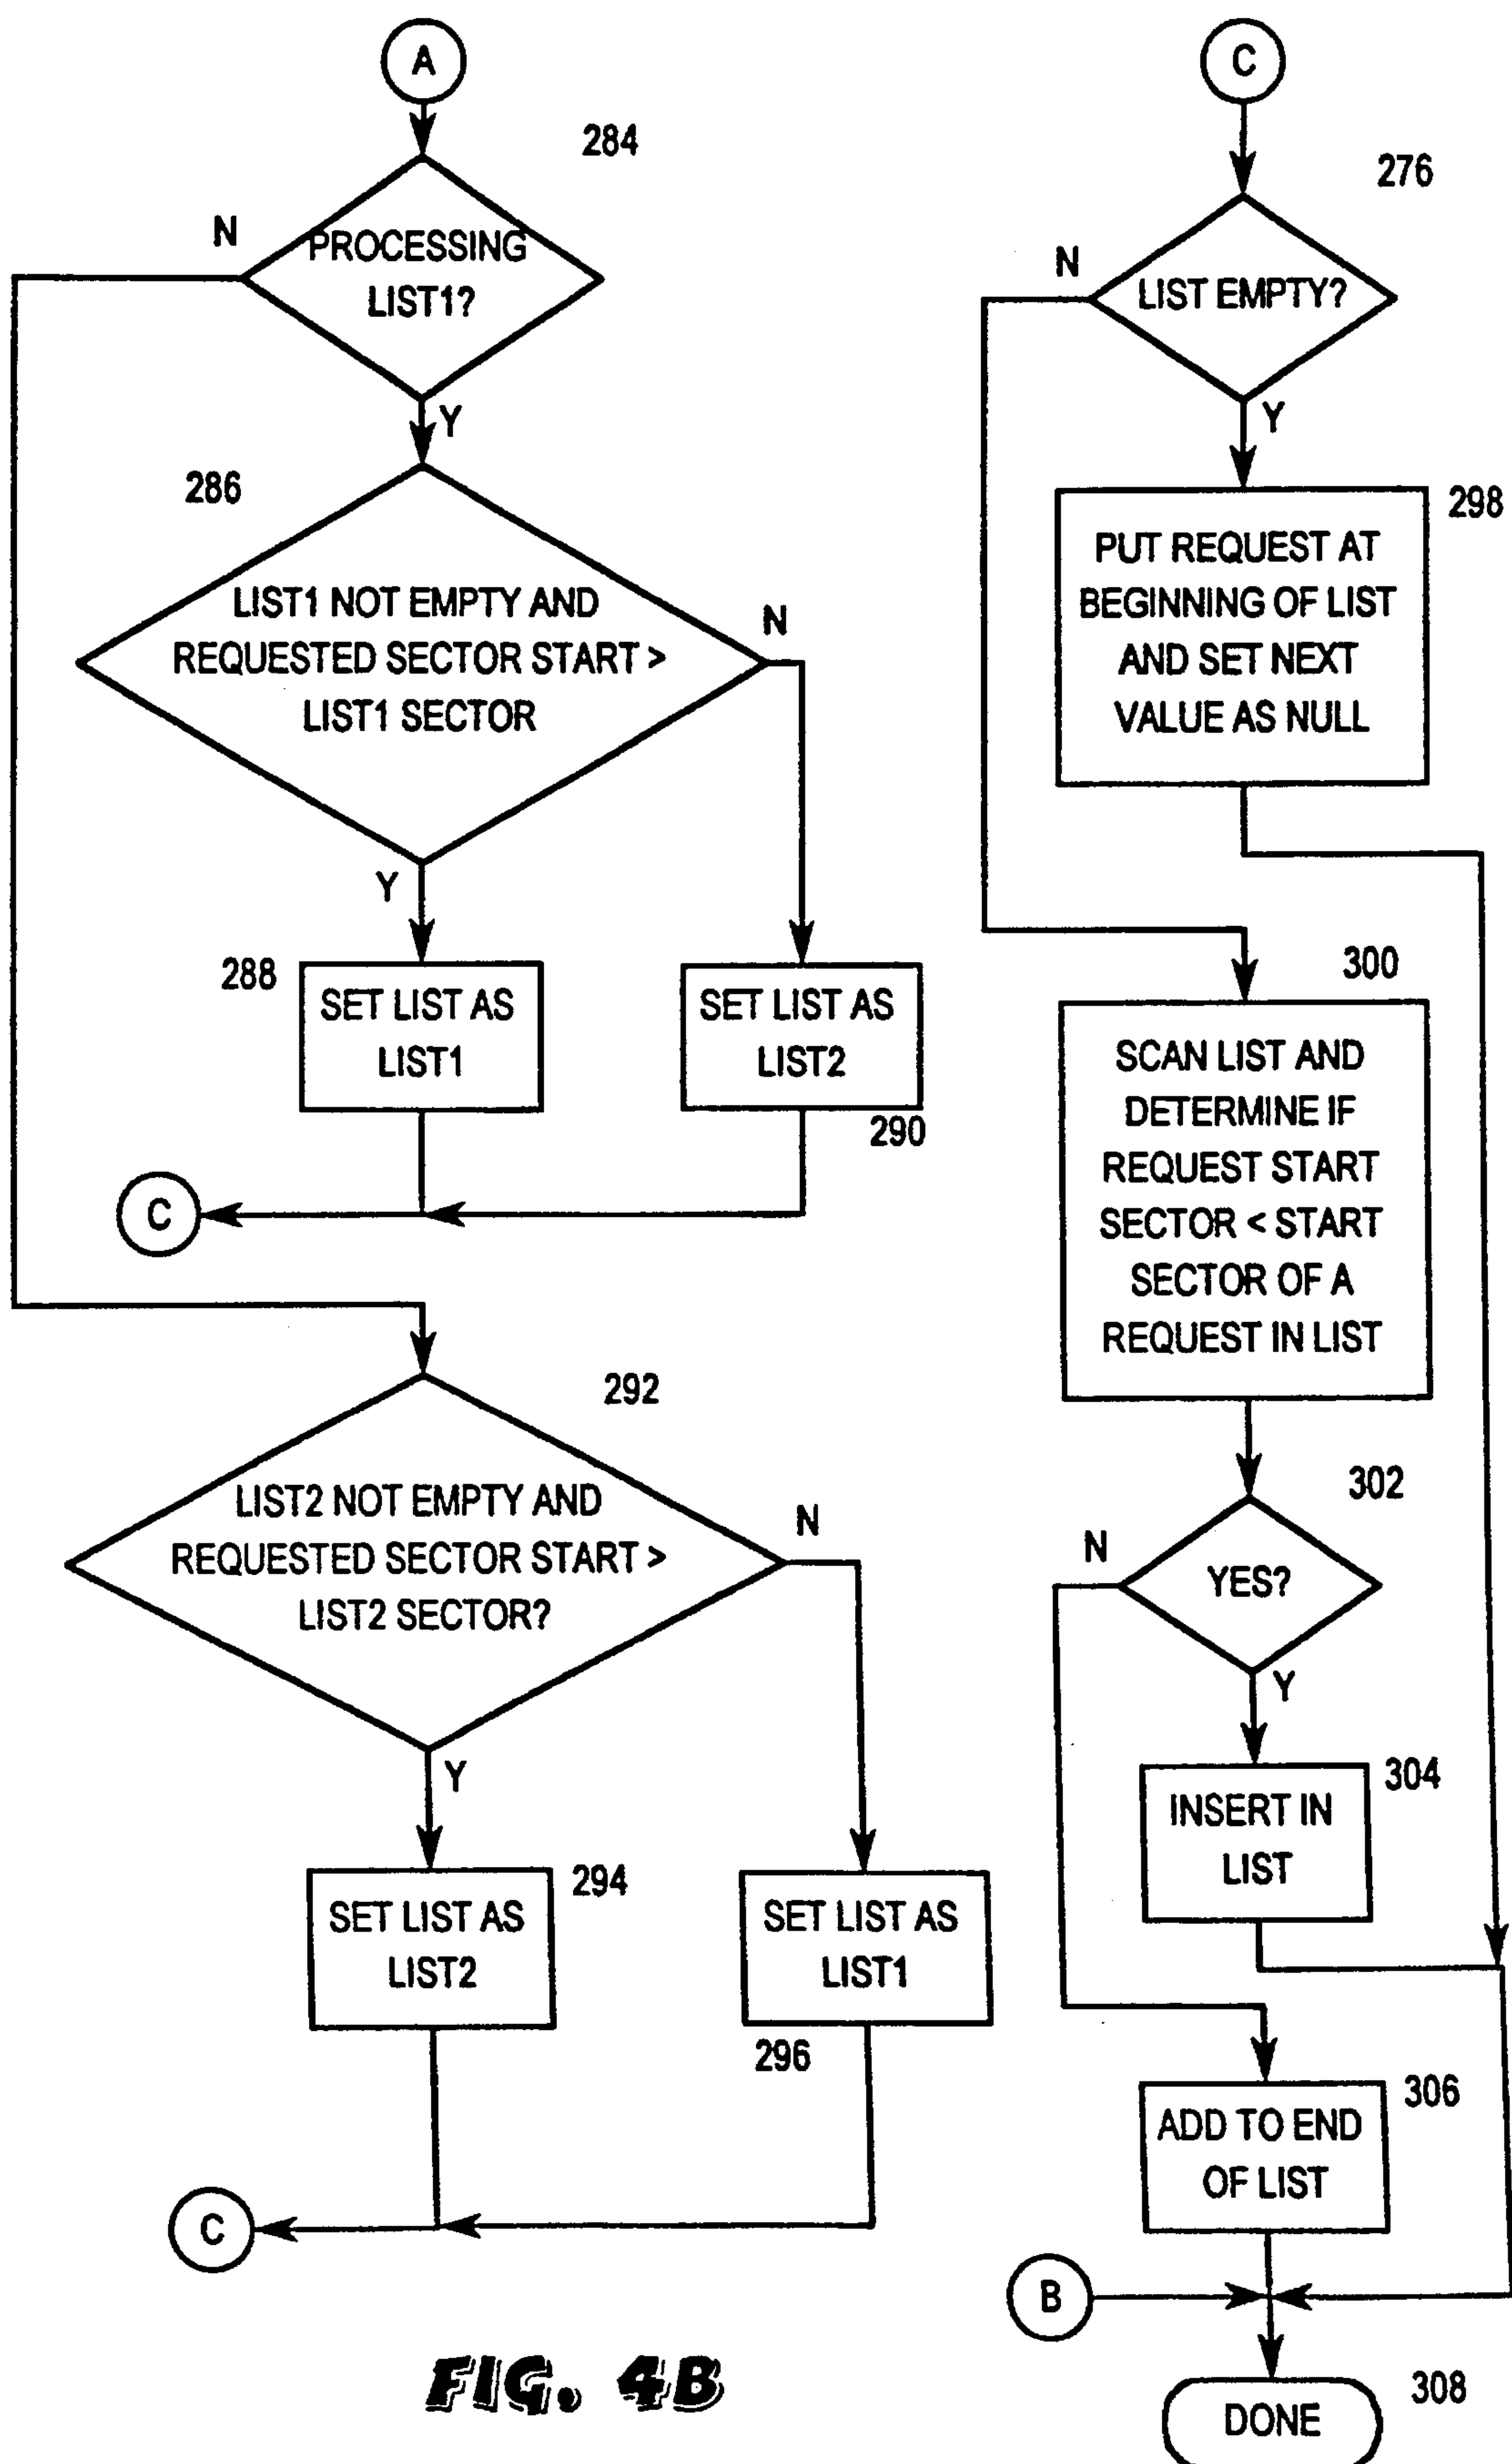 A
284
N
PROCESSING
LIST1?
Y
286
LIST1 NOT EMPTY AND
REQUESTED SECTOR START >
LIST1 SECTOR
N
Y
288
SET LIST AS
LIST1
SET LIST AS
LIST2
290
C
292
LIST2 NOT EMPTY AND
REQUESTED SECTOR START >
LIST2 SECTOR?
N
Y
294
SET LIST AS
LIST2
SET LIST AS
LIST1
296
C
FIG. 4B
C
276
N
LIST EMPTY?
Y
298
PUT REQUEST AT
BEGINNING OF LIST
AND SET NEXT
VALUE AS NULL
300
SCAN LIST AND
DETERMINE IF
REQUEST START
SECTOR < START
SECTOR OF A
REQUEST IN LIST
302
N
YES?
Y
304
INSERT IN
LIST
306
ADD TO END
OF LIST
B
308
DONE